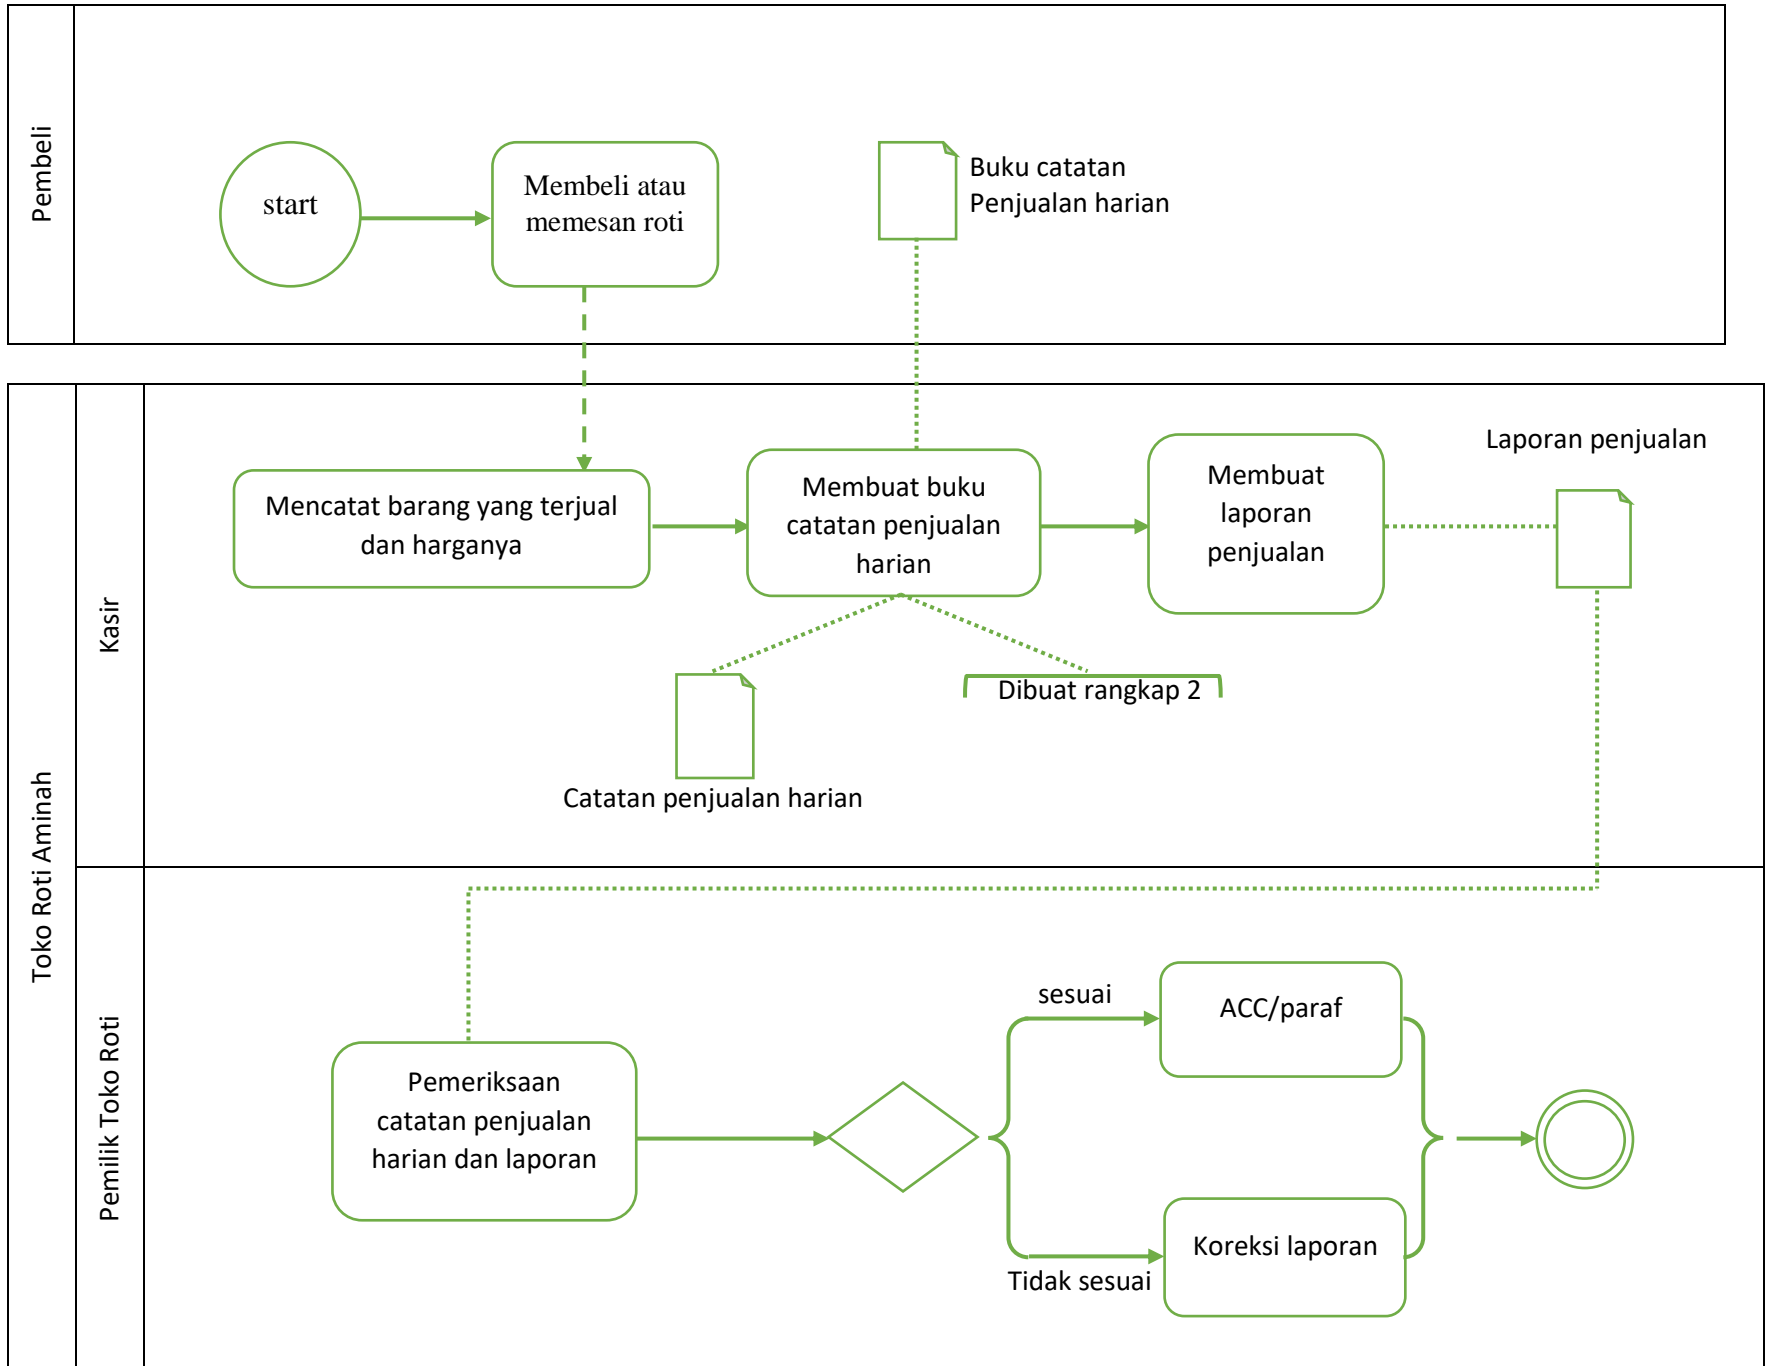 Pembeli
start
Membeli atau
memesan roti
Buku catatan
Penjualan harian
Toko Roti Aminah
Kasir
Mencatat barang yang terjual
dan harganya
Membuat buku
catatan penjualan
harian
Membuat
laporan
penjualan
Laporan penjualan
Catatan penjualan harian
Dibuat rangkap 2
Pemilik Toko Roti
Pemeriksaan
catatan penjualan
harian dan laporan
sesuai
ACC/paraf
Tidak sesuai
Koreksi laporan